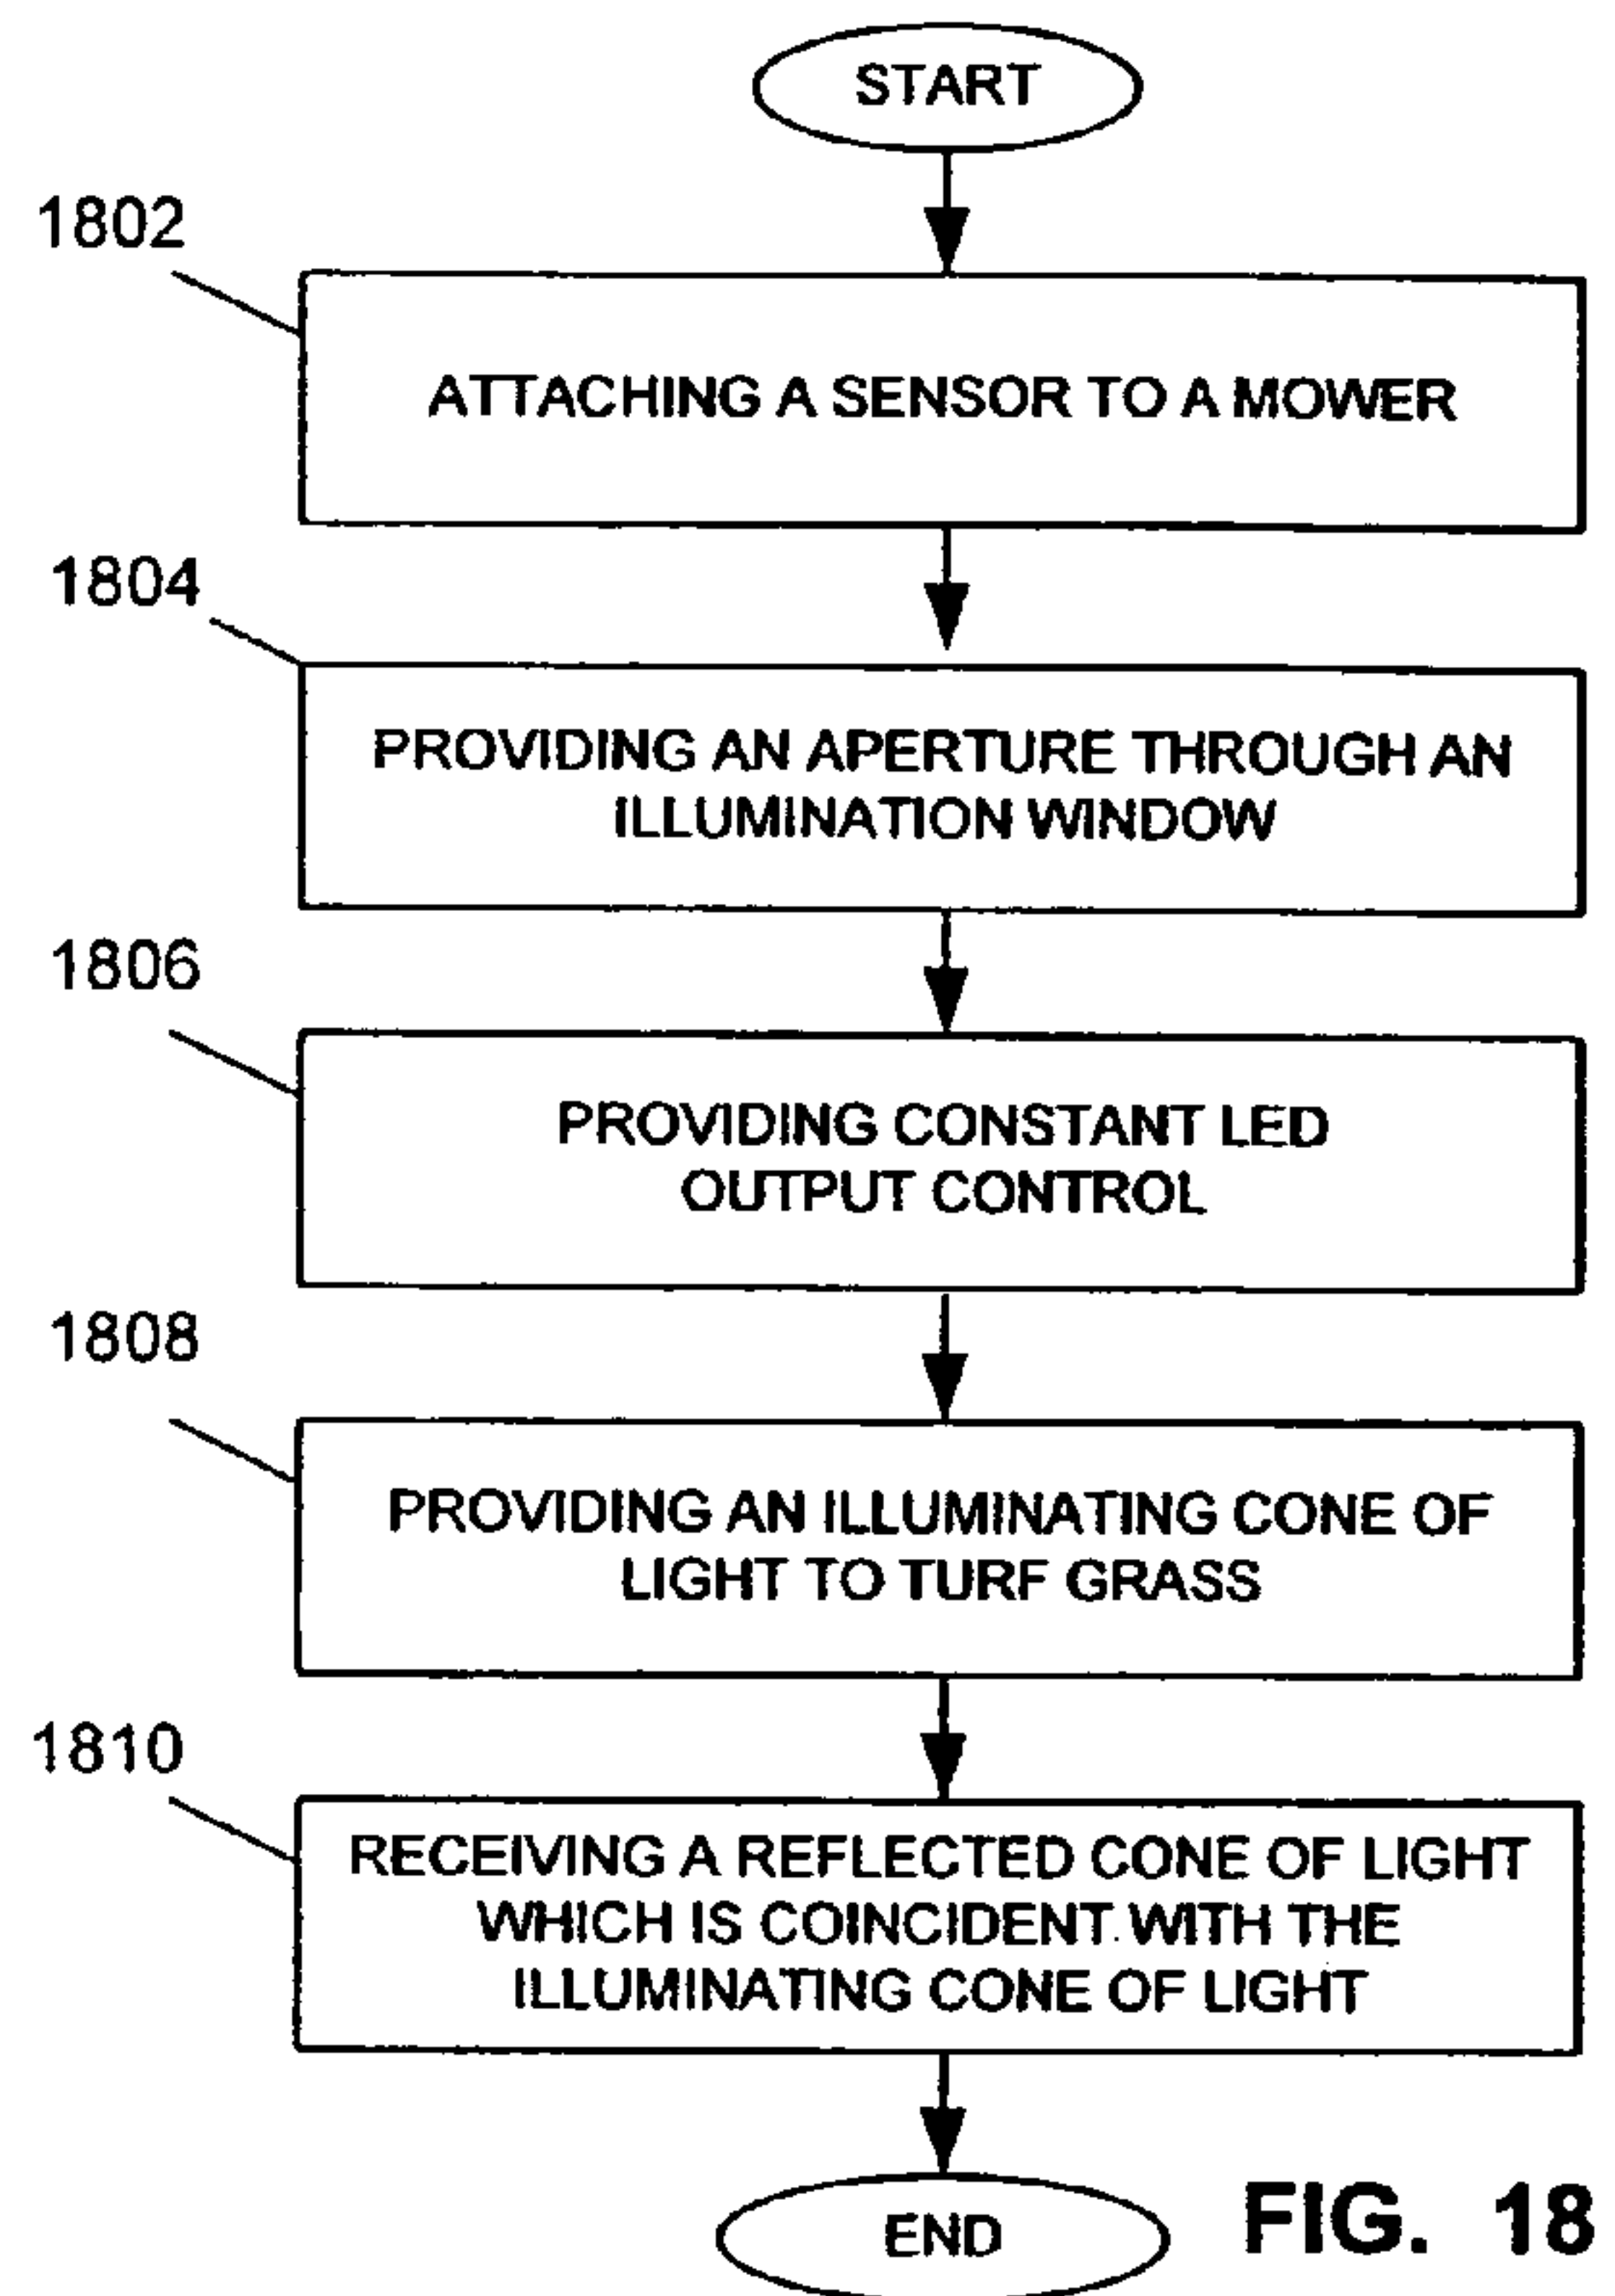 START
1802
ATTACHING A SENSOR TO A MOWER
1804
PROVIDING AN APERTURE THROUGH AN
ILLUMINATION WINDOW
1806
PROVIDING CONSTANT LED
OUTPUT CONTROL
1808
PROVIDING AN ILLUMINATING CONE OF
LIGHT TO TURF GRASS
1810
RECEIVING A REFLECTED CONE OF LIGHT
WHICH IS COINCIDENT WITH THE
ILLUMINATING CONE OF LIGHT
END
FIG. 18